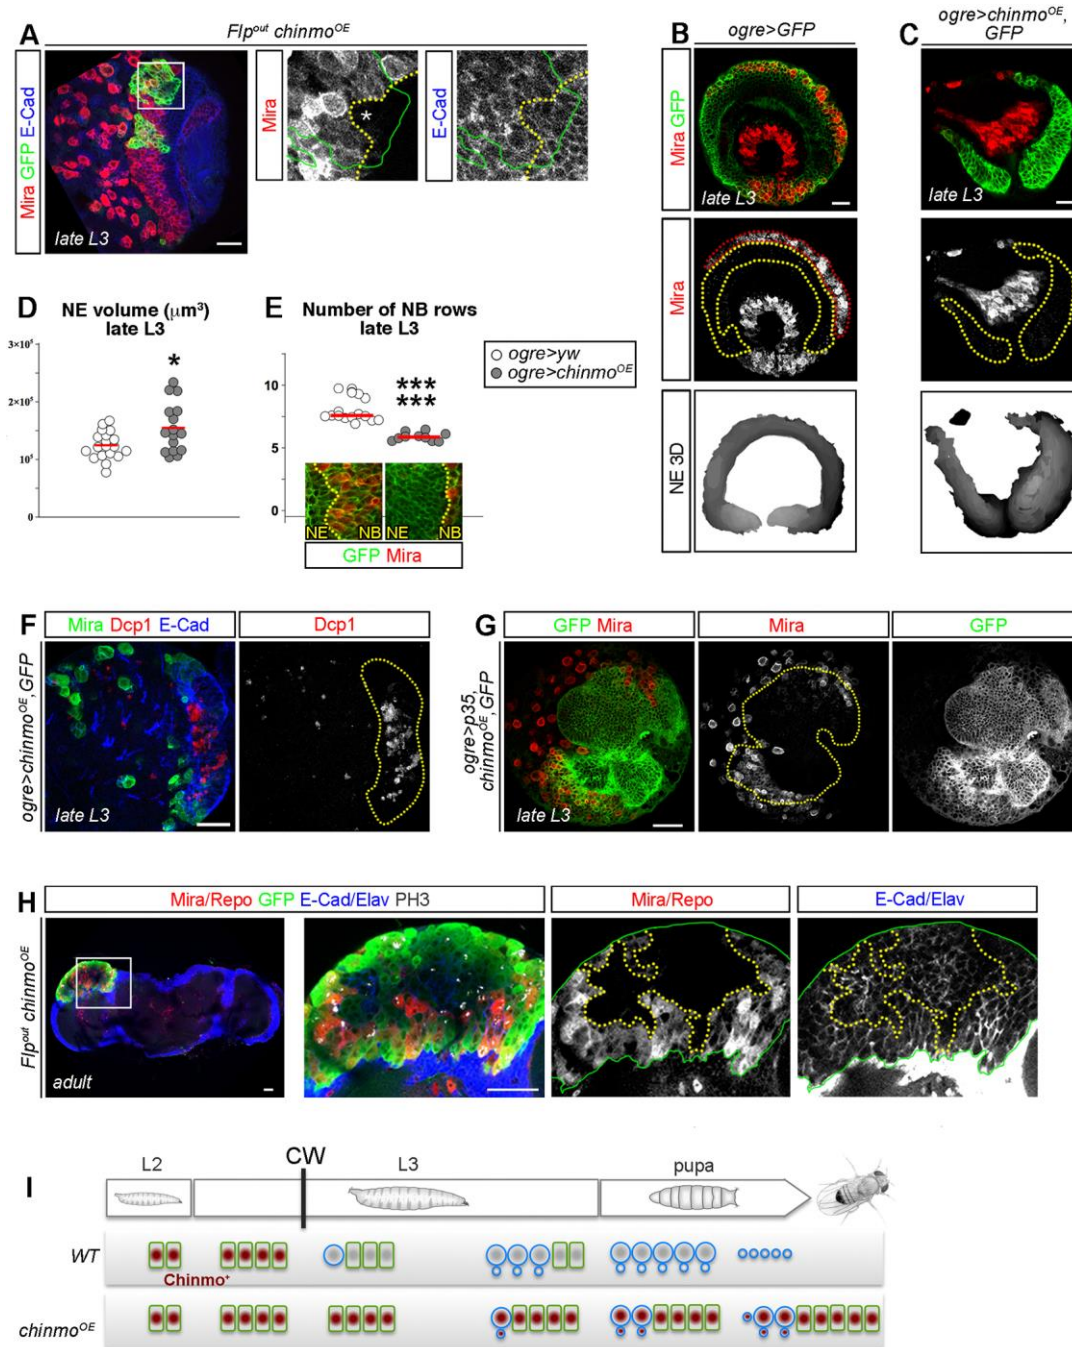 A
Flp^out chinmo^OE
Mira GFP E-Cad
late L3
Mira
*
E-Cad
B
ogre>GFP
Mira GFP
late L3
Mira
NE 3D
C
ogre>chinmo^OE,
GFP
late L3
D
NE volume (μm³)
late L3
3×10⁵
2×10⁵
10⁵
0
*
E
Number of NB rows
late L3
10
5
0
***
***
ogre>yw
ogre>chinmo^OE
NE NB NE NB
GFP Mira
F
Mira Dcp1 E-Cad
Dcp1
ogre>chinmo^OE,GFP
late L3
G
GFP Mira
Mira
GFP
ogre>p35,
chinmo^OE,GFP
late L3
H
Mira/Repo GFP E-Cad/Elav PH3
Mira/Repo
E-Cad/Elav
Flp^out chinmo^OE
adult
I
L2
CW
L3
pupa
WT
Chinmo⁺
chinmo^OE